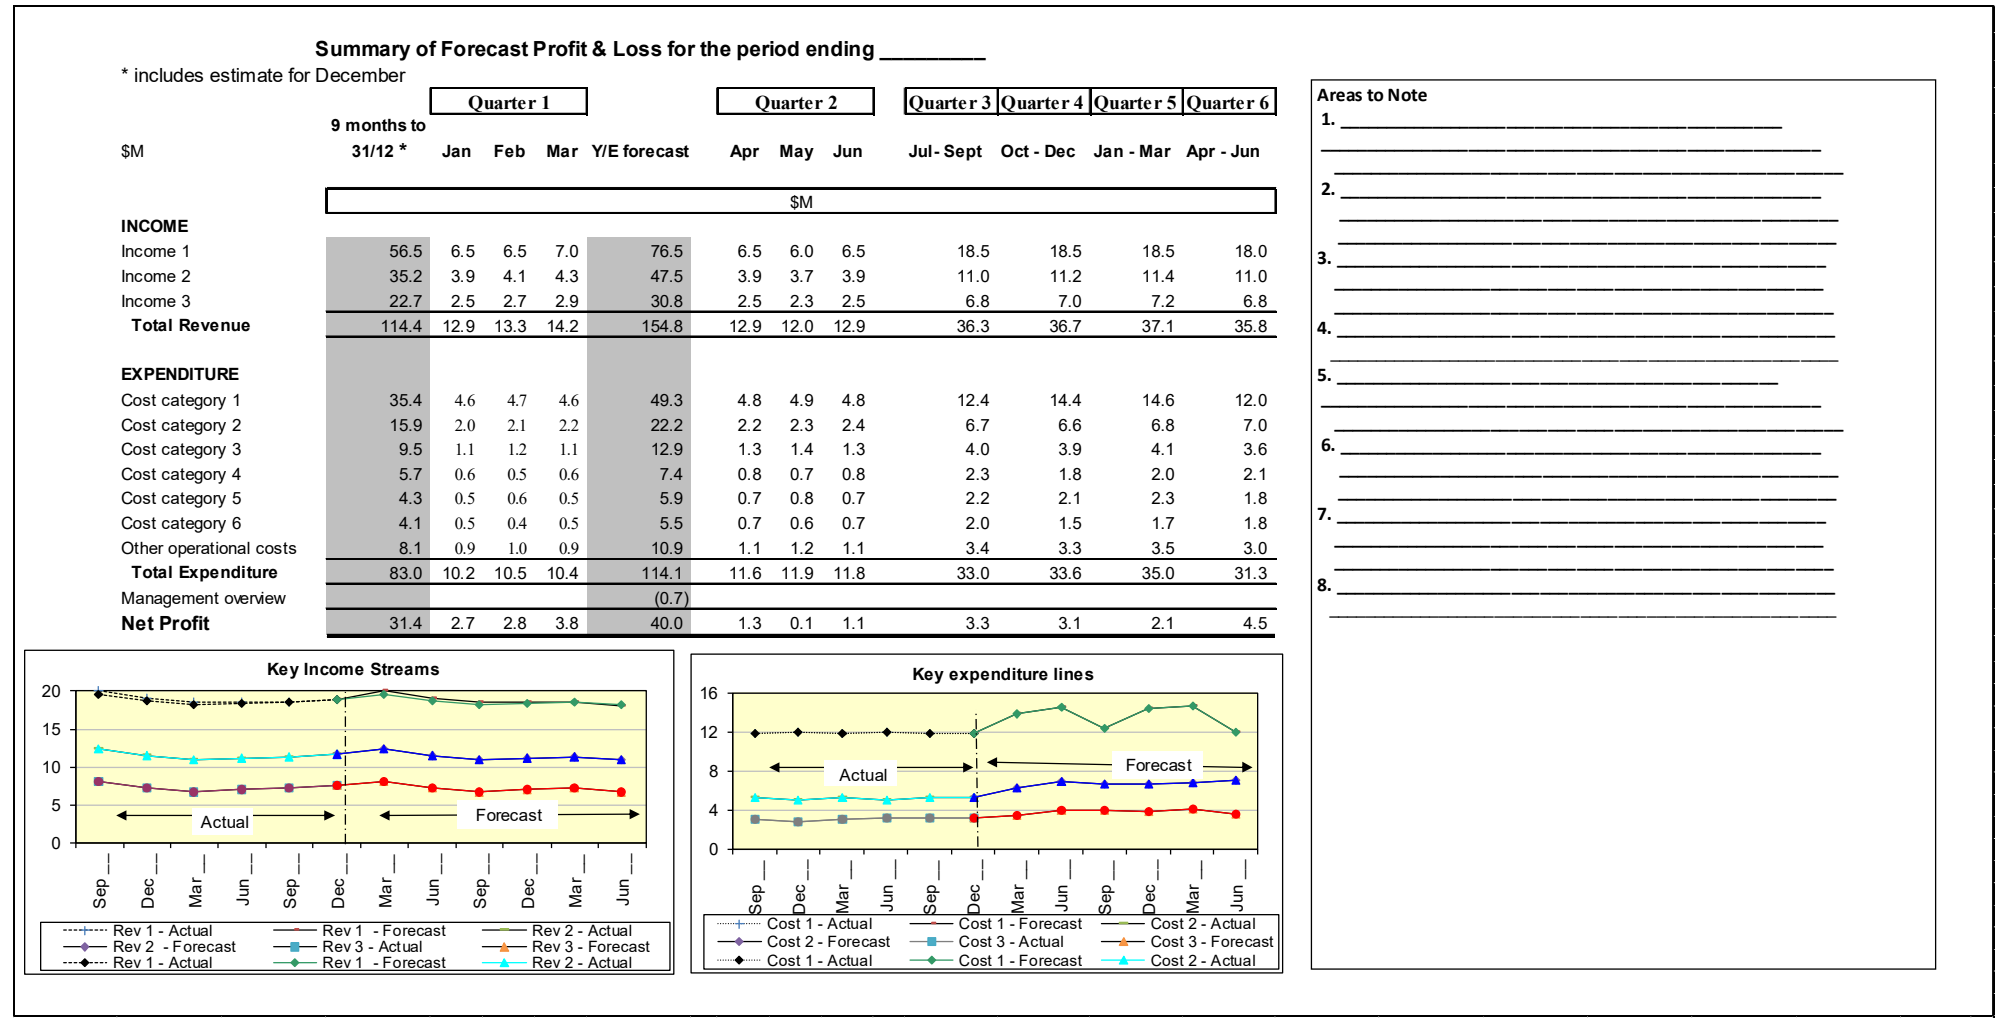 Summary of Forecast Profit & Loss for the period ending _________
* includes estimate for December
Quarter 1 Quarter 2 Quarter 3 Quarter 4 Quarter 5 Quarter 6
9 months to
$M 31/12 * Jan Feb Mar Y/E forecast Apr May Jun Jul- Sept Oct - Dec Jan - Mar Apr - Jun
$M
INCOME
Income 1 56.5 6.5 6.5 7.0 76.5 6.5 6.0 6.5 18.5 18.5 18.5 18.0
Income 2 35.2 3.9 4.1 4.3 47.5 3.9 3.7 3.9 11.0 11.2 11.4 11.0
Income 3 22.7 2.5 2.7 2.9 30.8 2.5 2.3 2.5 6.8 7.0 7.2 6.8
Total Revenue 114.4 12.9 13.3 14.2 154.8 12.9 12.0 12.9 36.3 36.7 37.1 35.8
EXPENDITURE
Cost category 1 35.4 4.6 4.7 4.6 49.3 4.8 4.9 4.8 12.4 14.4 14.6 12.0
Cost category 2 15.9 2.0 2.1 2.2 22.2 2.2 2.3 2.4 6.7 6.6 6.8 7.0
Cost category 3 9.5 1.1 1.2 1.1 12.9 1.3 1.4 1.3 4.0 3.9 4.1 3.6
Cost category 4 5.7 0.6 0.5 0.6 7.4 0.8 0.7 0.8 2.3 1.8 2.0 2.1
Cost category 5 4.3 0.5 0.6 0.5 5.9 0.7 0.8 0.7 2.2 2.1 2.3 1.8
Cost category 6 4.1 0.5 0.4 0.5 5.5 0.7 0.6 0.7 2.0 1.5 1.7 1.8
Other operational costs 8.1 0.9 1.0 0.9 10.9 1.1 1.2 1.1 3.4 3.3 3.5 3.0
Total Expenditure 83.0 10.2 10.5 10.4 114.1 11.6 11.9 11.8 33.0 33.6 35.0 31.3
Management overview (0.7)
Net Profit 31.4 2.7 2.8 3.8 40.0 1.3 0.1 1.1 3.3 3.1 2.1 4.5
Areas to Note
1.
2.
3.
4.
5.
6.
7.
8.
Key Income Streams
20
15
10
5
0
Actual Forecast
Sep __ Dec __ Mar __ Jun __ Sep __ Dec __ Mar __ Jun __ Sep __ Dec __ Mar __ Jun __
Rev 1 - Actual Rev 1 - Forecast Rev 2 - Actual
Rev 2 - Forecast Rev 3 - Actual Rev 3 - Forecast
Rev 1 - Actual Rev 1 - Forecast Rev 2 - Actual
Key expenditure lines
16
12
8
4
0
Actual Forecast
Sep __ Dec __ Mar __ Jun __ Sep __ Dec __ Mar __ Jun __ Sep __ Dec __ Mar __ Jun __
Cost 1 - Actual Cost 1 - Forecast Cost 2 - Actual
Cost 2 - Forecast Cost 3 - Actual Cost 3 - Forecast
Cost 1 - Actual Cost 1 - Forecast Cost 2 - Actual